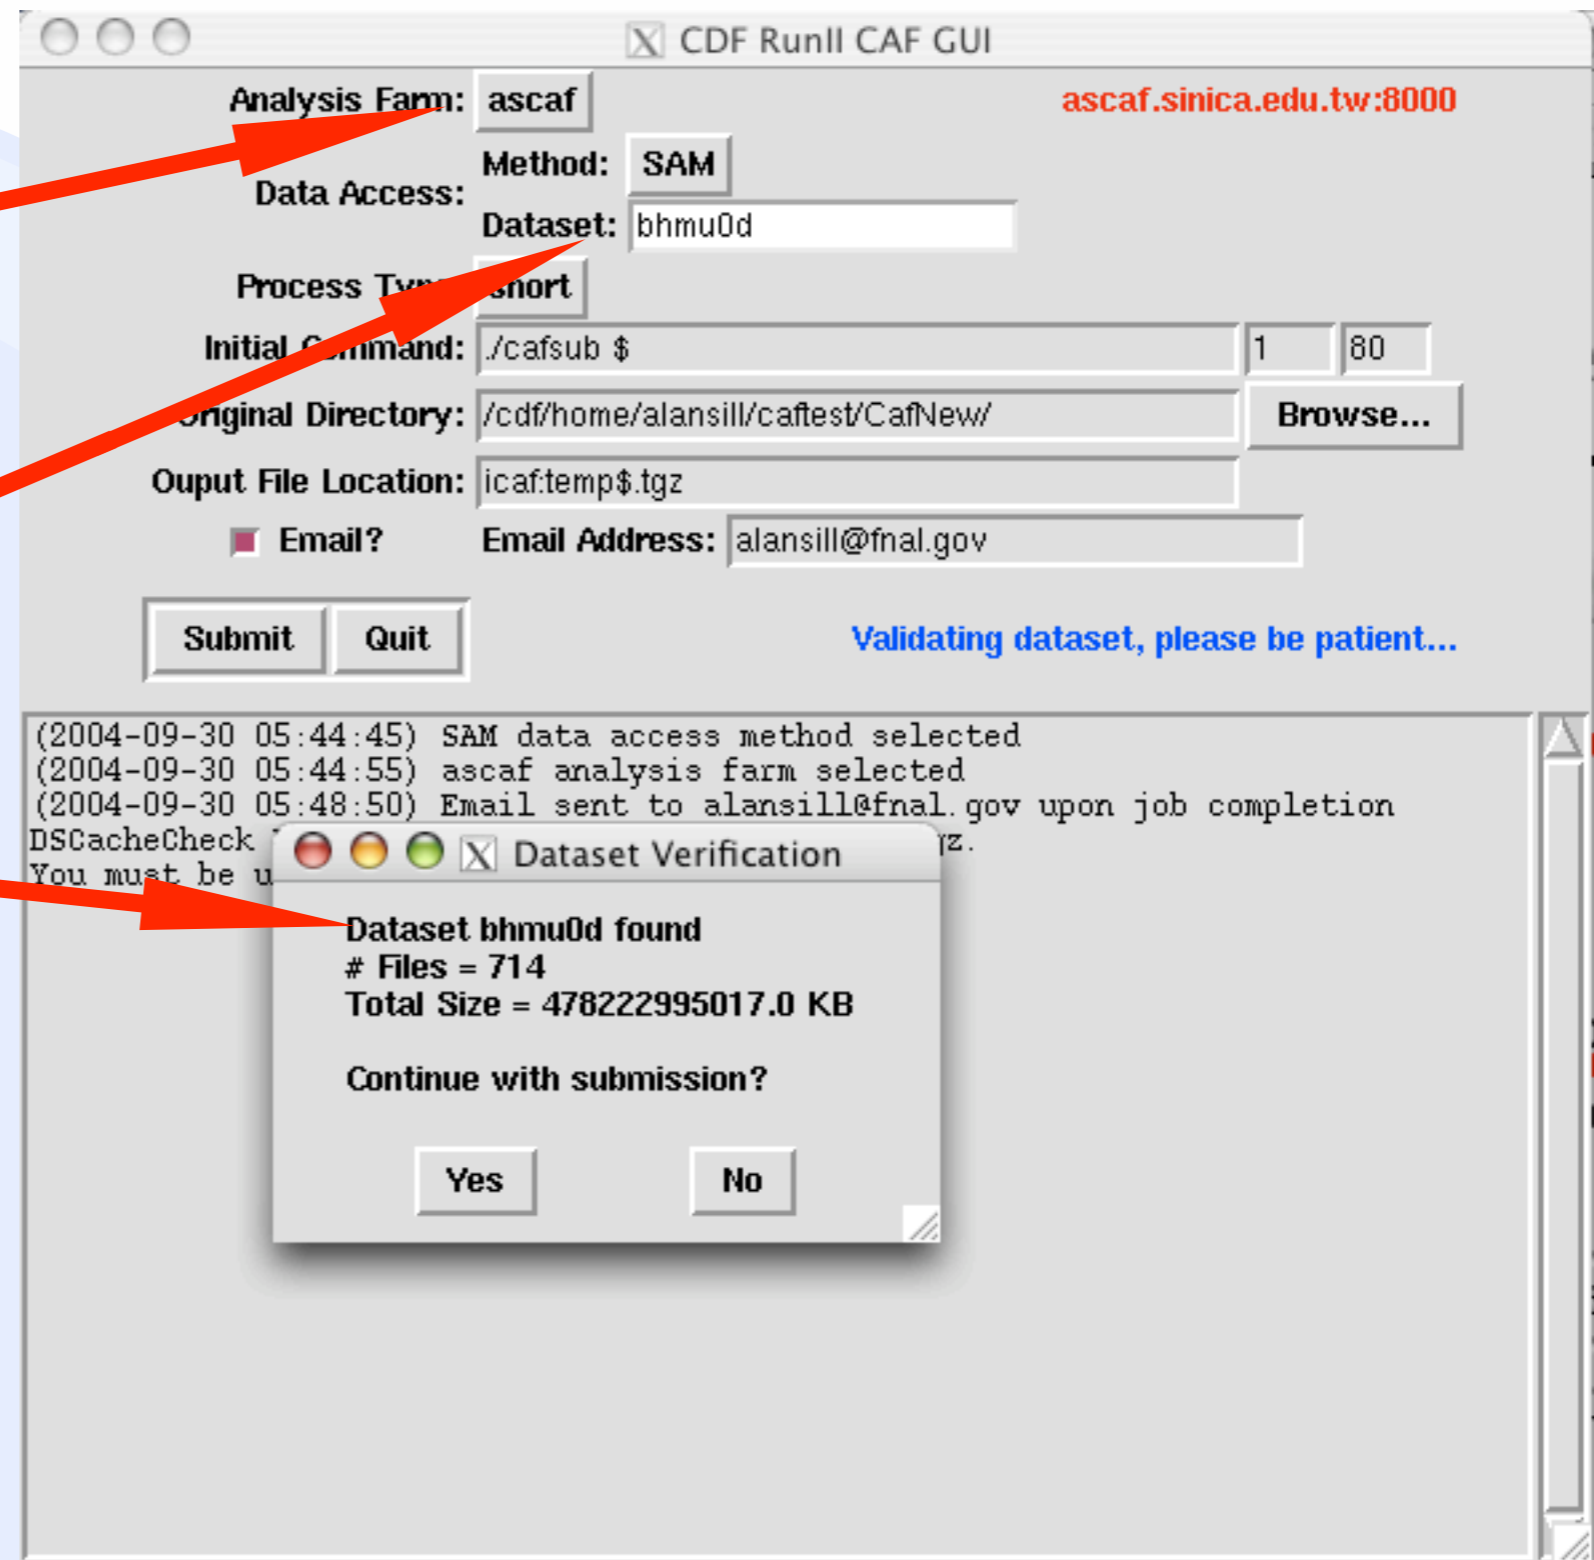 X CDF RunII CAF GUI
Analysis Farm: ascaf ascaf.sinica.edu.tw:8000
Data Access:
Method: SAM
Dataset: bhmu0d
Process short
Initial Command: ./cafsub $ 1 80
Original Directory: /cdf/home/alansill/caftest/CafNew/ Browse...
Ouput File Location: icaf:temp$.tgz
Email? Email Address: alansill@fnal.gov
Submit Quit Validating dataset, please be patient...
(2004-09-30 05:44:45) SAM data access method selected
(2004-09-30 05:44:55) ascaf analysis farm selected
(2004-09-30 05:48:50) Email sent to alansill@fnal.gov upon job completion
DSCacheCheck
You must be
X Dataset Verification
Dataset bhmu0d found
# Files = 714
Total Size = 478222995017.0 KB
Continue with submission?
Yes No